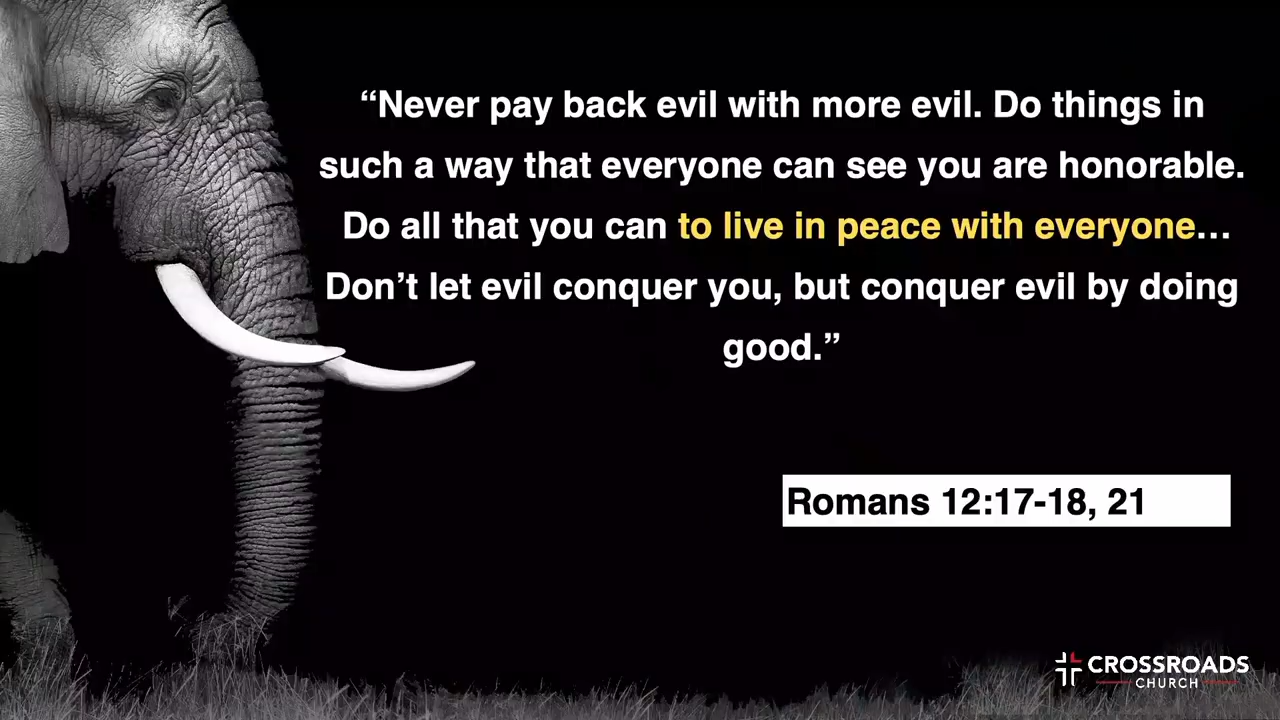 “Never pay back evil with more evil. Do things in
such a way that everyone can see you are honorable.
Do all that you can to live in peace with everyone…
Don’t let evil conquer you, but conquer evil by doing
good.”
Romans 12:17-18, 21
CROSSROADS
CHURCH